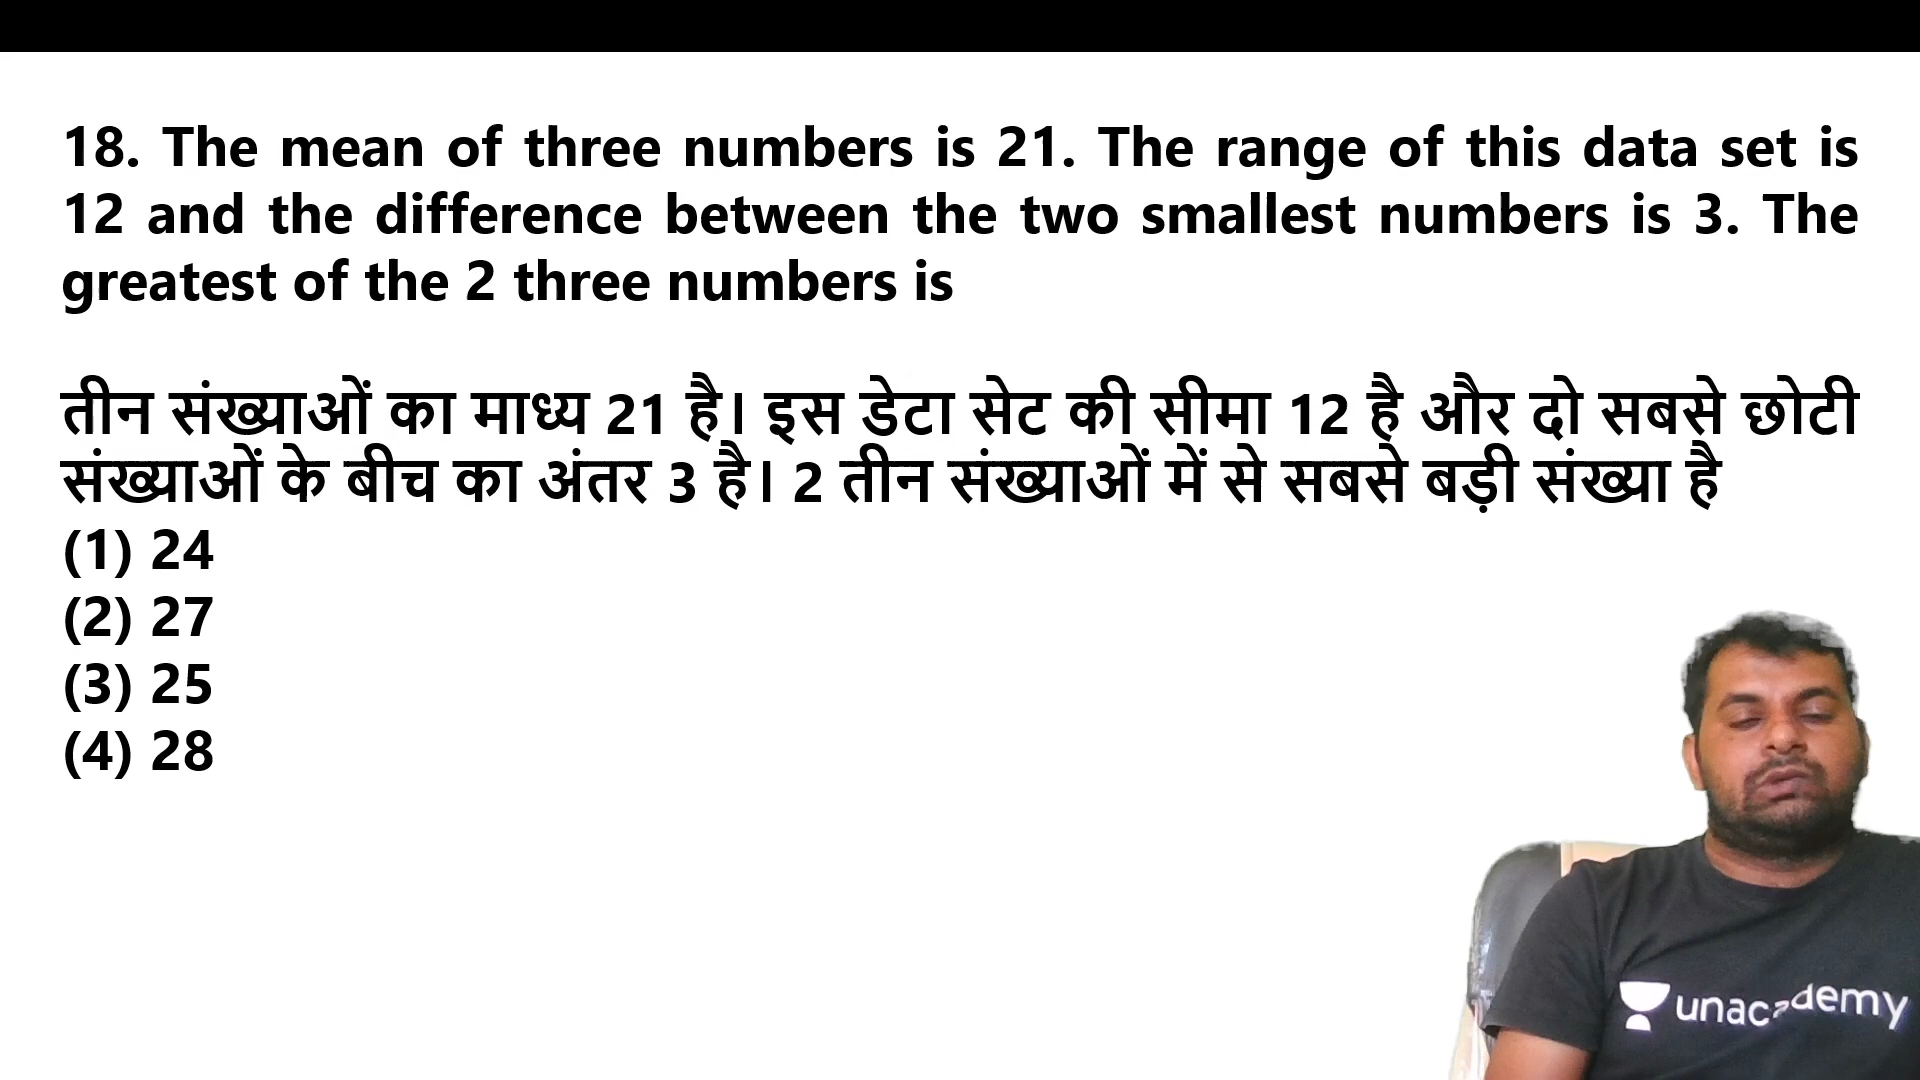 18. The mean of three numbers is 21. The range of this data set is
12 and the difference between the two smallest numbers is 3. The
greatest of the 2 three numbers is
तीन संख्याओं का माध्य 21 है। इस डेटा सेट की सीमा 12 है और दो सबसे छोटी
संख्याओं के बीच का अंतर 3 है। 2 तीन संख्याओं में से सबसे बड़ी संख्या है
(1) 24
(2) 27
(3) 25
(4) 28
unacademy